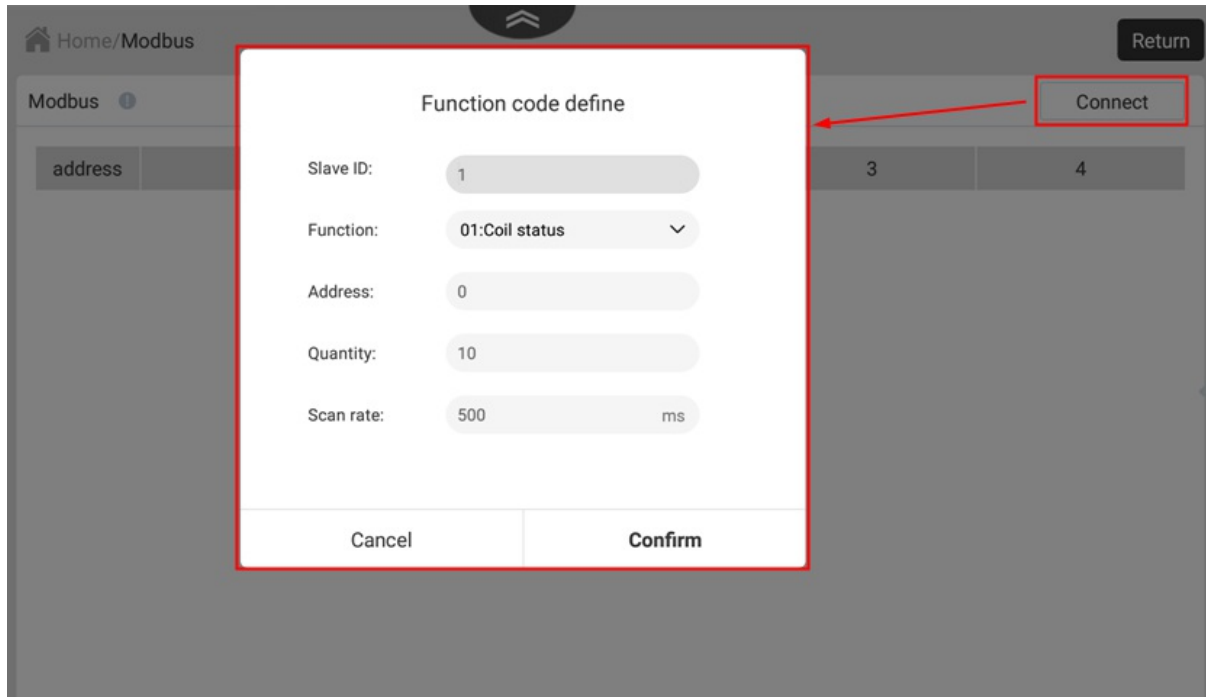 Home/Modbus
Return
Modbus
Connect
address
3
4
Function code define
Slave ID:
1
Function:
01:Coil status
Address:
0
Quantity:
10
Scan rate:
500
ms
Cancel
Confirm